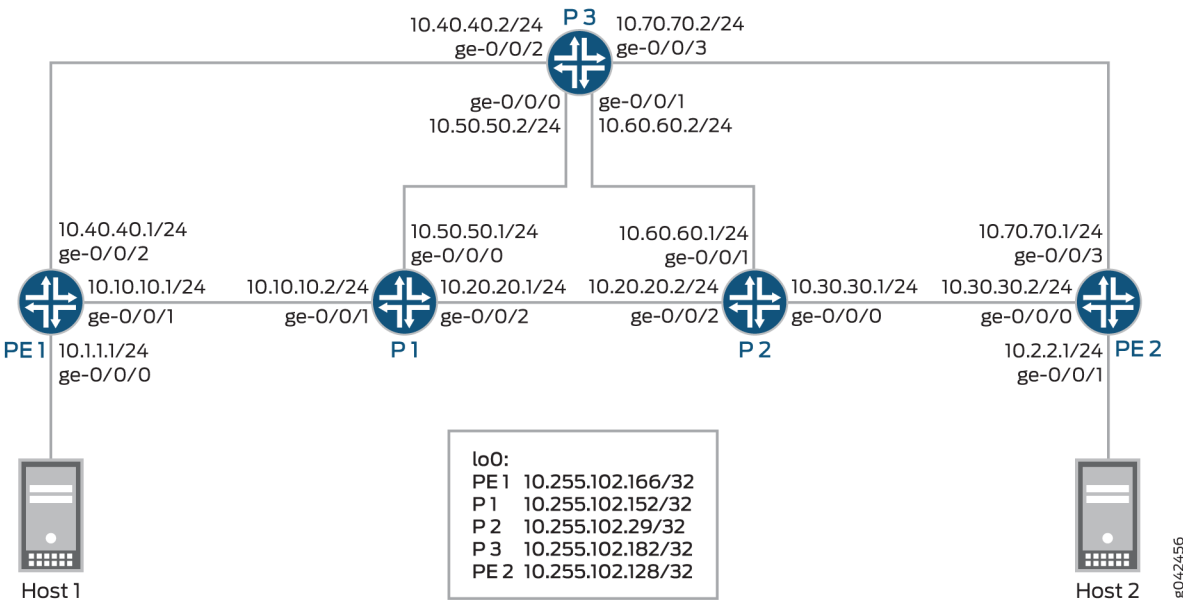 P 3
10.40.40.2/24
ge-0/0/2
10.70.70.2/24
ge-0/0/3
ge-0/0/0
10.50.50.2/24
ge-0/0/1
10.60.60.2/24
10.40.40.1/24
ge-0/0/2
10.50.50.1/24
ge-0/0/0
10.60.60.1/24
ge-0/0/1
10.70.70.1/24
ge-0/0/3
10.10.10.1/24
ge-0/0/1
10.10.10.2/24
ge-0/0/1
10.20.20.1/24
ge-0/0/2
10.20.20.2/24
ge-0/0/2
10.30.30.1/24
ge-0/0/0
10.30.30.2/24
ge-0/0/0
PE 1
10.1.1.1/24
ge-0/0/0
P 1
P 2
10.2.2.1/24
ge-0/0/1
PE 2
lo0:
PE 1 10.255.102.166/32
P 1 10.255.102.152/32
P 2 10.255.102.29/32
P 3 10.255.102.182/32
PE 2 10.255.102.128/32
Host 1
Host 2
g042456